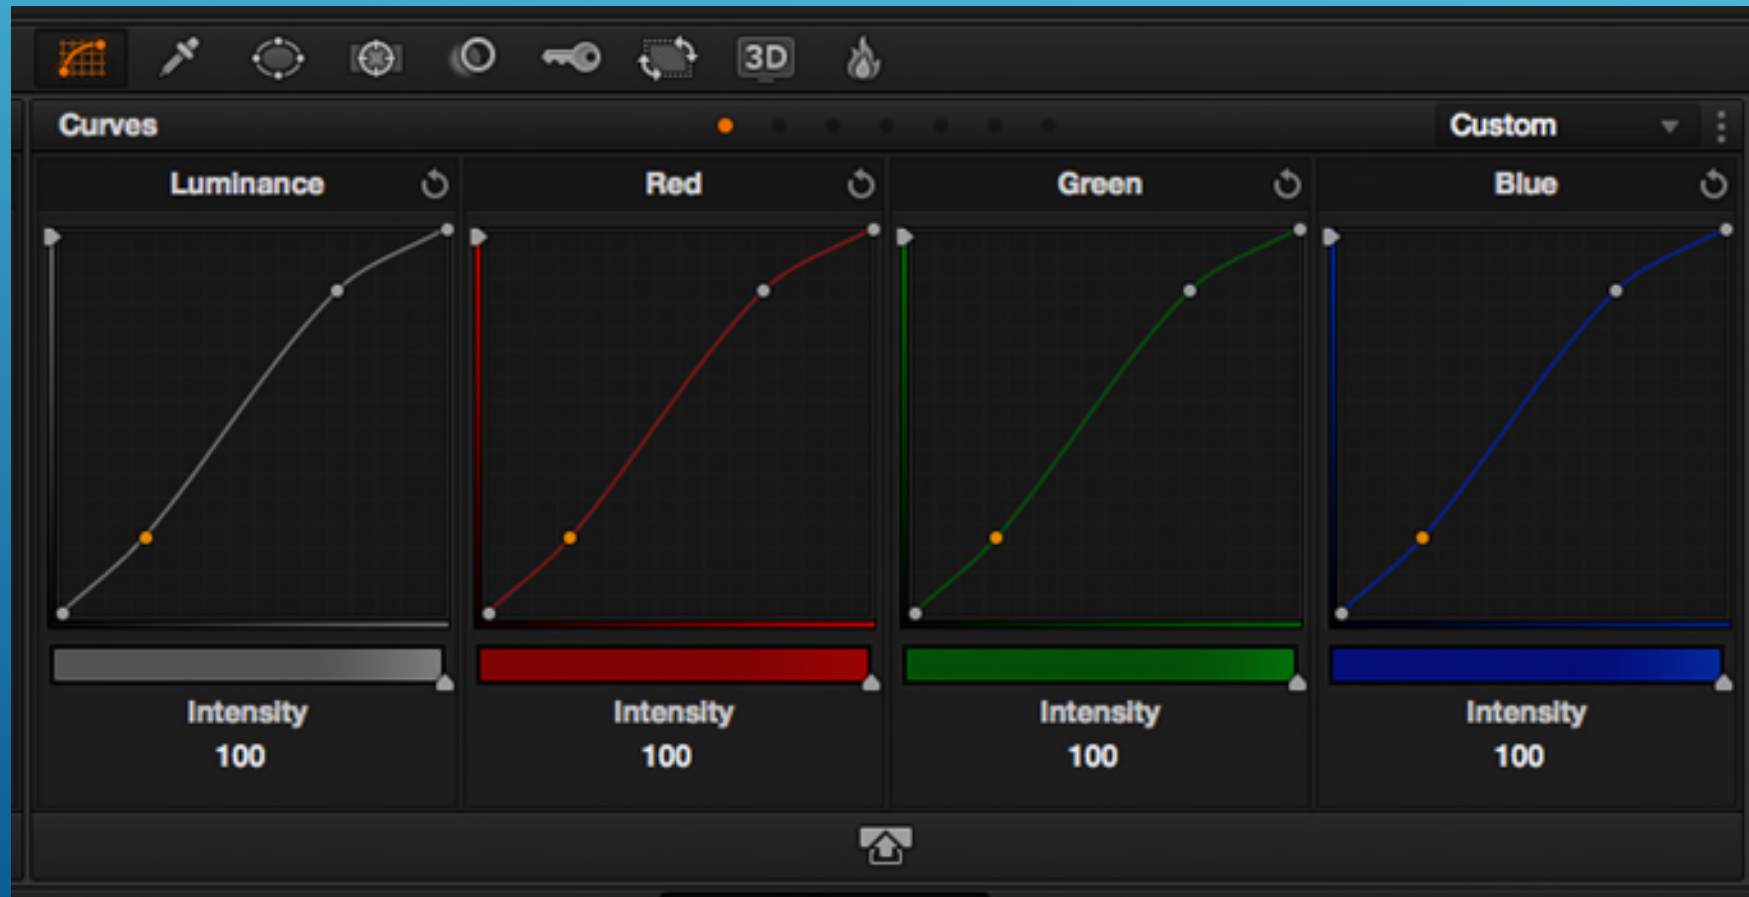 3D
Curves
Custom
Luminance
Red
Green
Blue
Intensity
100
Intensity
100
Intensity
100
Intensity
100